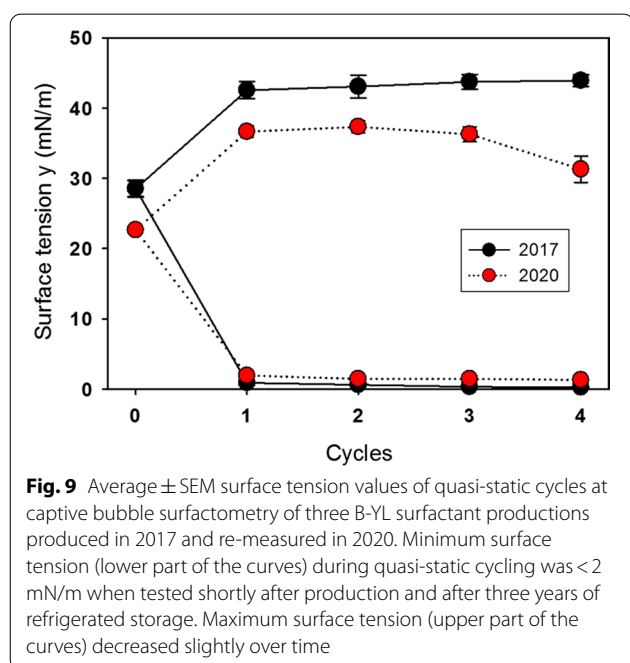 50
40
30
20
10
0
Surface tension y (mN/m)
2017
2020
0 1 2 3 4
Cycles
Fig. 9 Average ± SEM surface tension values of quasi-static cycles at
captive bubble surfactometry of three B-YL surfactant productions
produced in 2017 and re-measured in 2020. Minimum surface
tension (lower part of the curves) during quasi-static cycling was < 2
mN/m when tested shortly after production and after three years of
refrigerated storage. Maximum surface tension (upper part of the
curves) decreased slightly over time